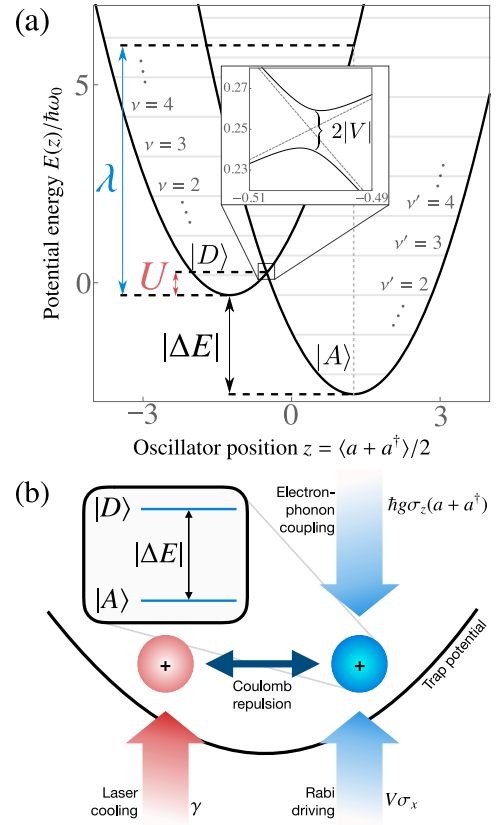 (a)
Potential energy E(z)/ħω₀
5
0
λ
U
|ΔE|
ν = 4
ν = 3
ν = 2
|D⟩
|A⟩
ν′ = 4
ν′ = 3
ν′ = 2
0.27
0.25
0.23
2|V|
−0.51
−0.49
−3
0
3
Oscillator position z = ⟨a + a†⟩/2
(b)
|D⟩
|ΔE|
|A⟩
Electron-
phonon
coupling
ħgσ_z(a + a†)
+
+
Coulomb
repulsion
Trap potential
Laser
cooling
γ
Rabi
driving
Vσₓ